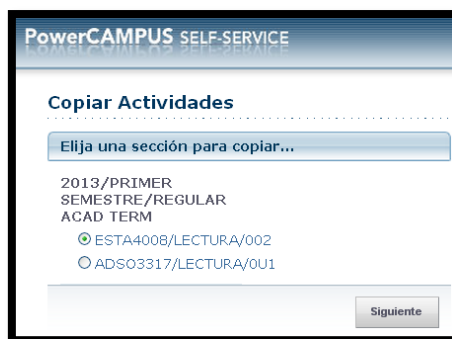 PowerCAMPUS SELF-SERVICE
Copiar Actividades
Elija una sección para copiar...
2013/PRIMER
SEMESTRE/REGULAR
ACAD TERM
ESTA4008/LECTURA/002
ADSO3317/LECTURA/0U1
Siguiente